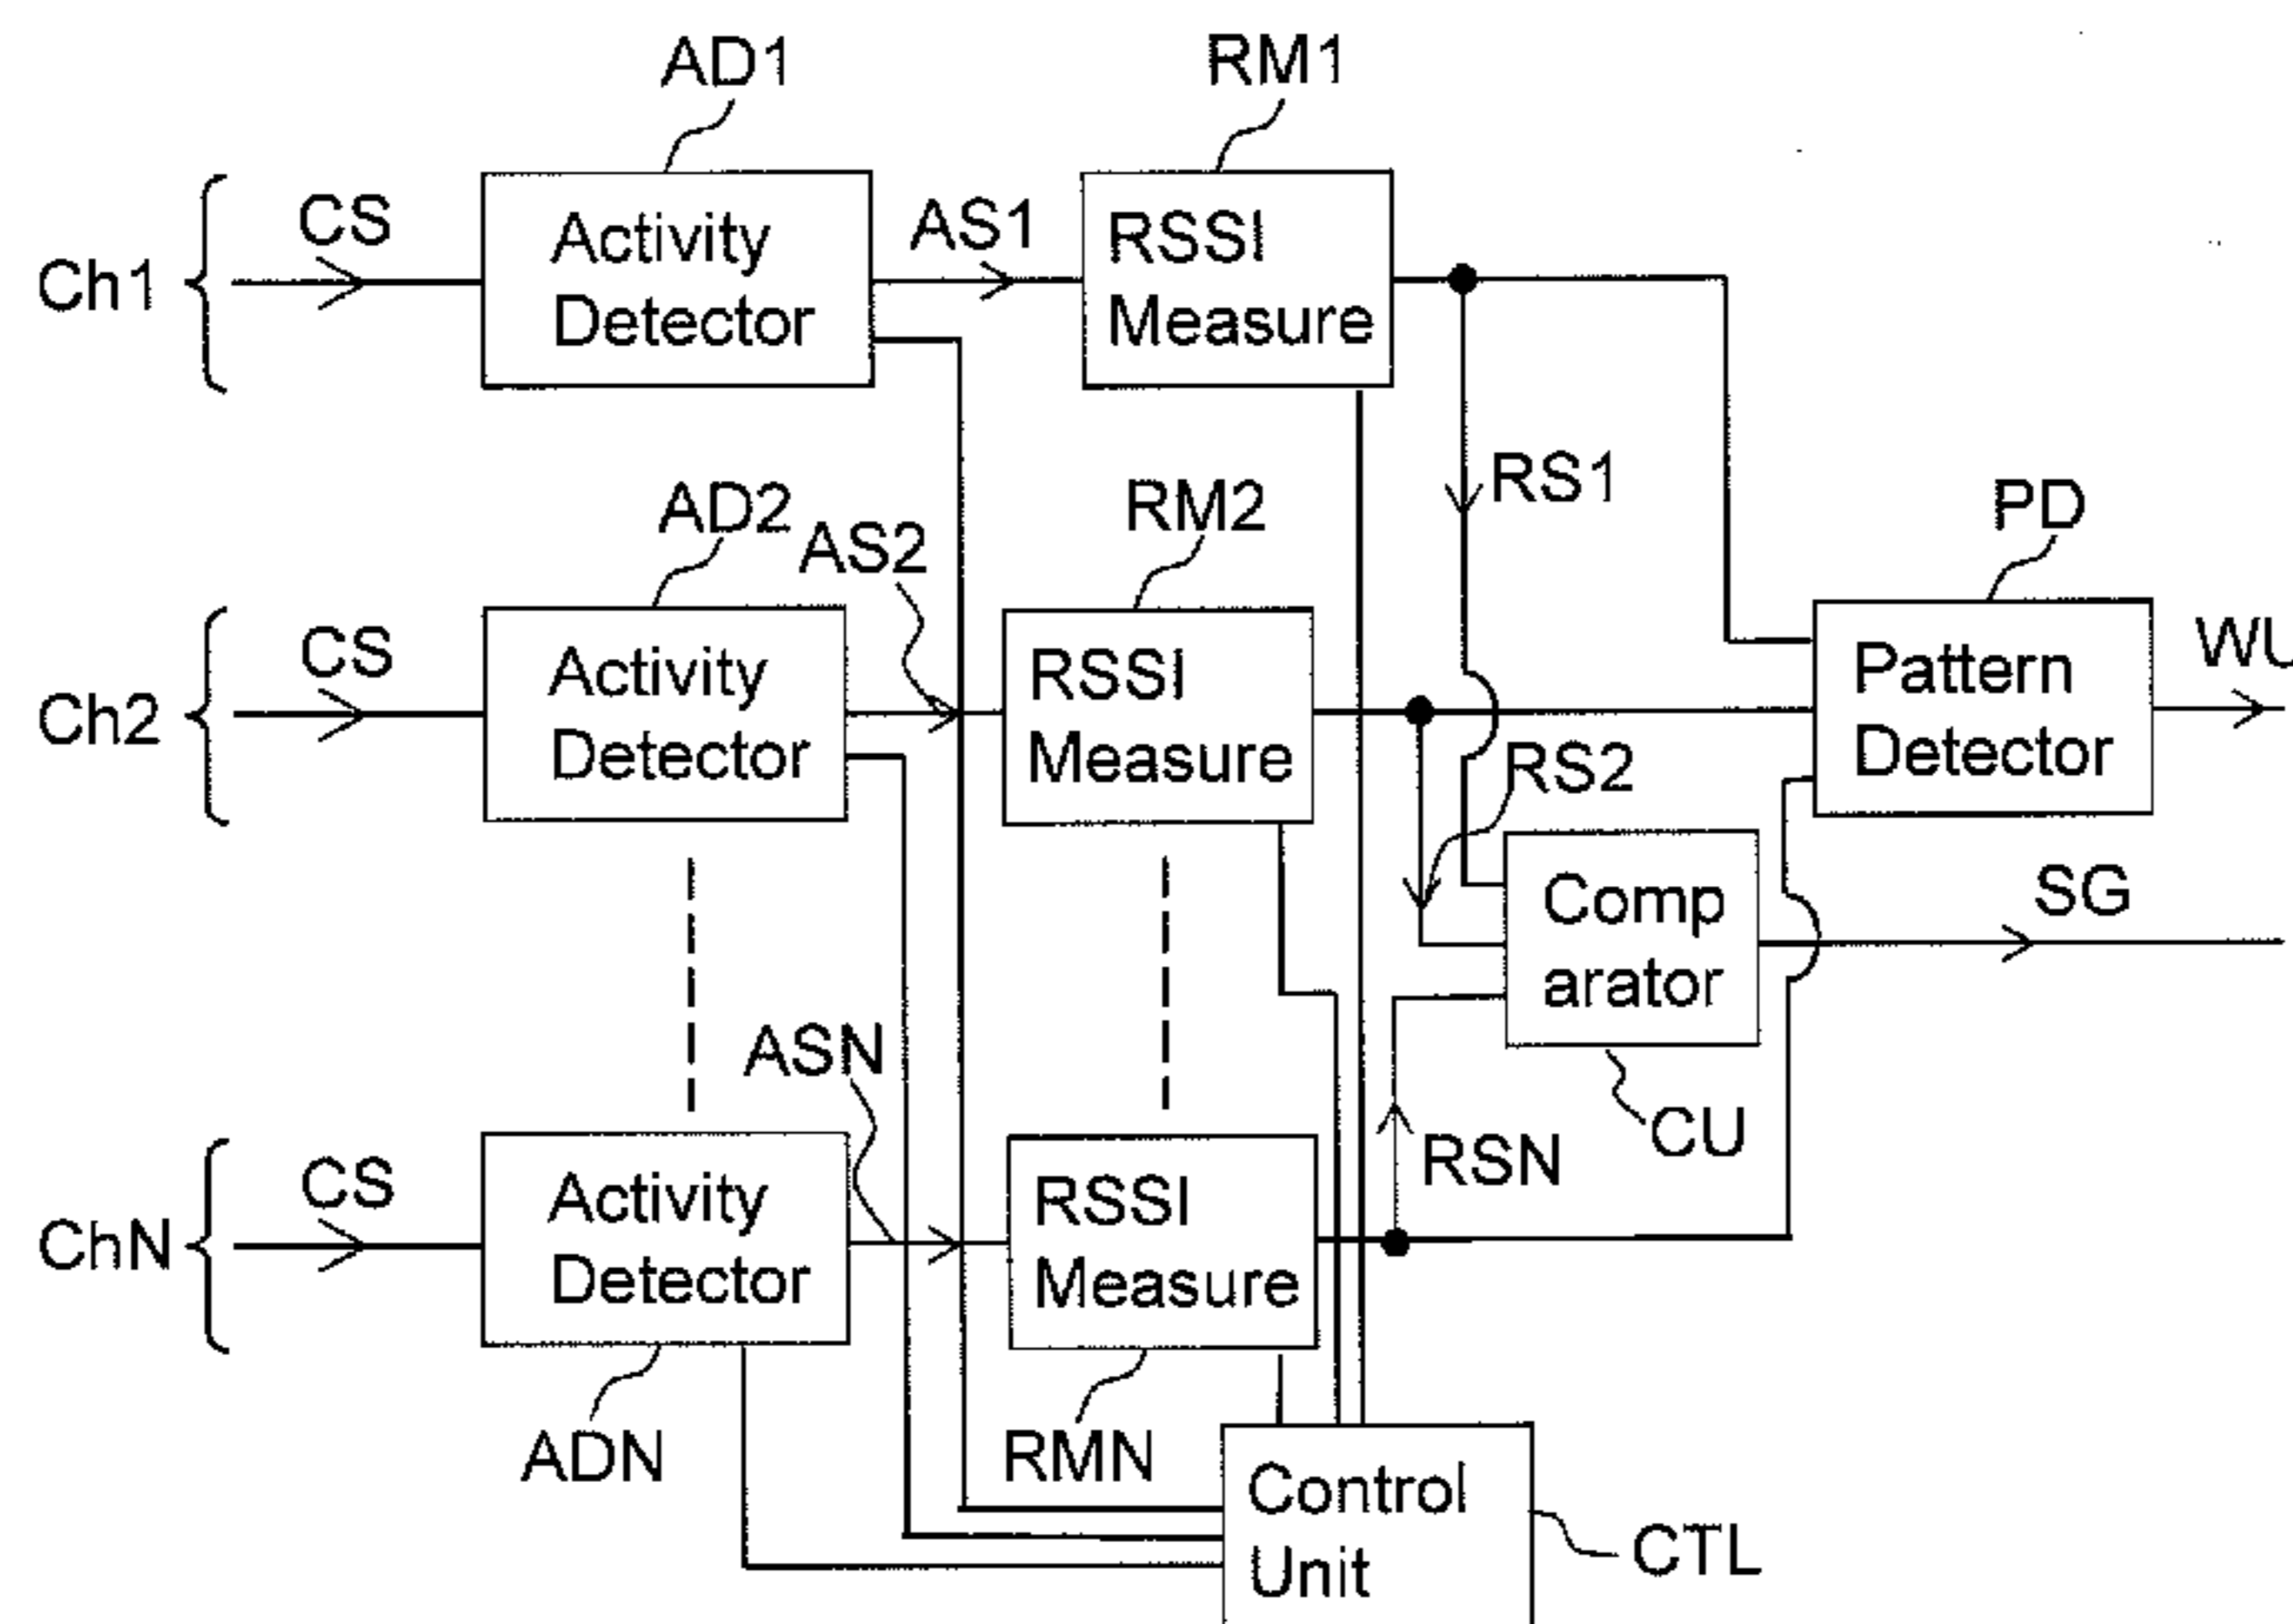 AD1
RM1
CS
Activity
Detector
AS1
RSSI
Measure
Ch1
RS1
AD2
AS2
RM2
PD
CS
Activity
Detector
RSSI
Measure
Pattern
Detector
WU
Ch2
RS2
Comp
arator
SG
ASN
CU
RSN
CS
Activity
Detector
RSSI
Measure
ChN
ADN
RMN
Control
Unit
CTL